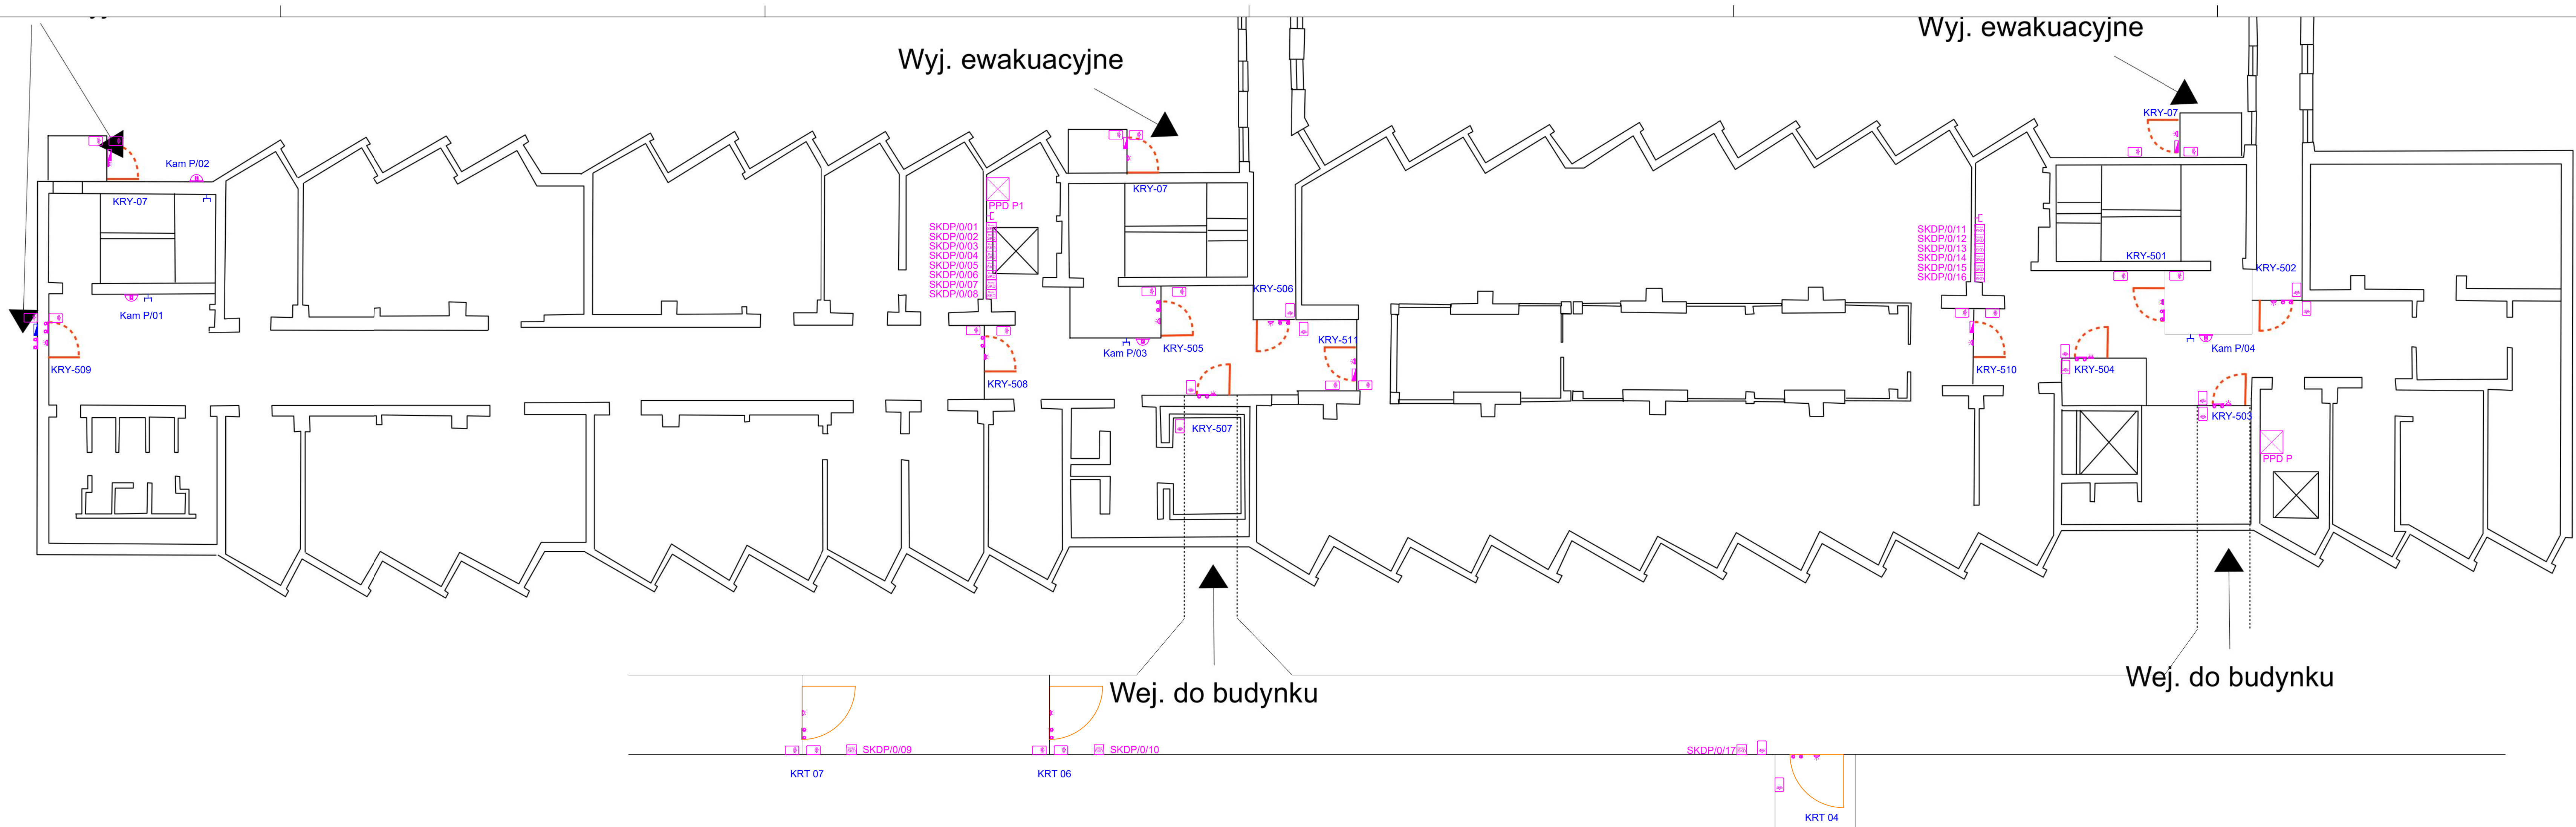 Wyj. ewakuacyjne
Wyj. ewakuacyjne
KRY-07
Kam P/02
KRY-07
KRY-07
PPD P1
SKDP/0/01
SKDP/0/02
SKDP/0/03
SKDP/0/04
SKDP/0/05
SKDP/0/06
SKDP/0/07
SKDP/0/08
SKDP/0/11
SKDP/0/12
SKDP/0/13
SKDP/0/14
SKDP/0/15
SKDP/0/16
KRY-501
KRY-502
KRY-506
Kam P/01
KRY-511
KRY-505
Kam P/03
Kam P/04
KRY-509
KRY-508
KRY-510
KRY-504
KRY-507
KRY-503
PPD P
Wej. do budynku
Wej. do budynku
SKDP/0/09
SKDP/0/10
SKDP/0/17
KRT 07
KRT 06
KRT 04